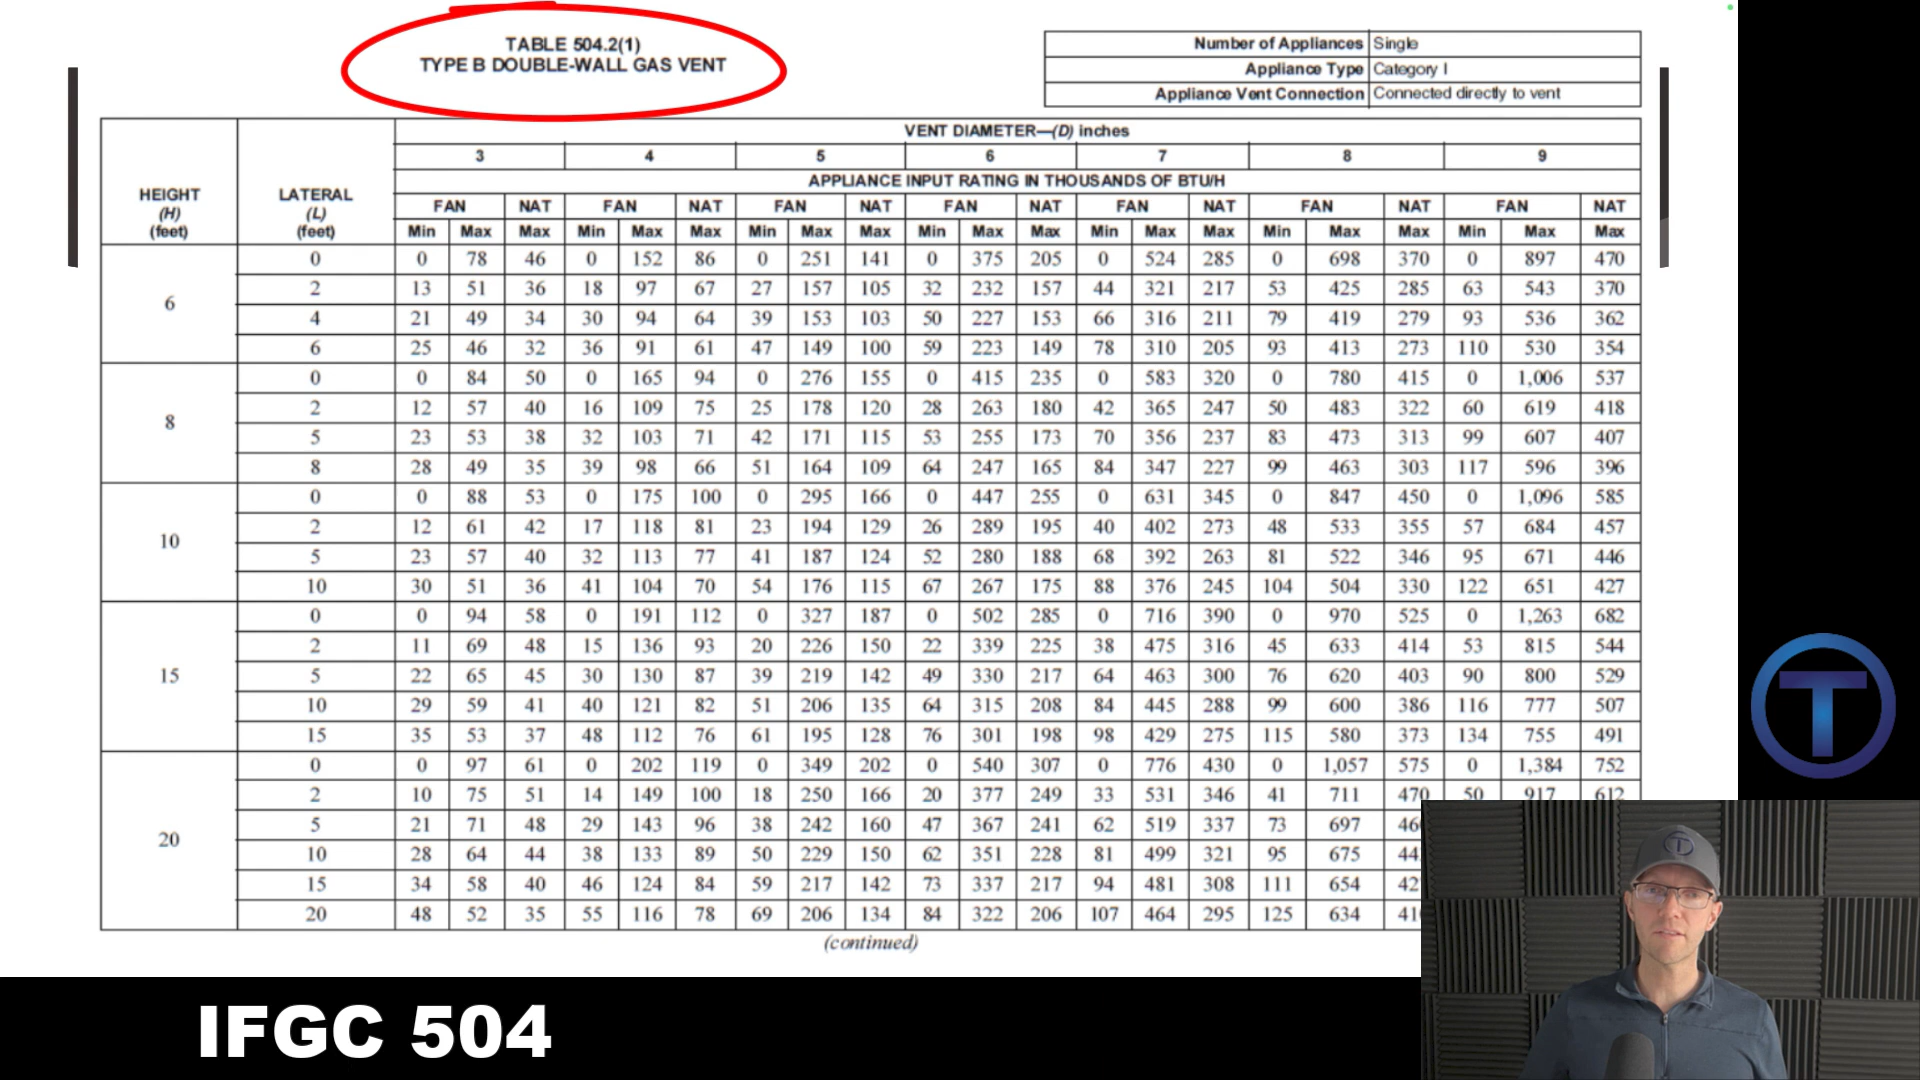 TABLE 504.2(1)
TYPE B DOUBLE-WALL GAS VENT
Number of Appliances Single
Appliance Type Category I
Appliance Vent Connection Connected directly to vent
HEIGHT (H) (feet) LATERAL (L) (feet) VENT DIAMETER—(D) inches
3 4 5 6 7 8 9
APPLIANCE INPUT RATING IN THOUSANDS OF BTU/H
FAN NAT FAN NAT FAN NAT FAN NAT FAN NAT FAN NAT FAN NAT
Min Max Max Min Max Max Min Max Max Min Max Max Min Max Max Min Max Max Min Max Max
6 0 0 78 46 0 152 86 0 251 141 0 375 205 0 524 285 0 698 370 0 897 470
2 13 51 36 18 97 67 27 157 105 32 232 157 44 321 217 53 425 285 63 543 370
4 21 49 34 30 94 64 39 153 103 50 227 153 66 316 211 79 419 279 93 536 362
6 25 46 32 36 91 61 47 149 100 59 223 149 78 310 205 93 413 273 110 530 354
8 0 0 84 50 0 165 94 0 276 155 0 415 235 0 583 320 0 780 415 0 1,006 537
2 12 57 40 16 109 75 25 178 120 28 263 180 42 365 247 50 483 322 60 619 418
5 23 53 38 32 103 71 42 171 115 53 255 173 70 356 237 83 473 313 99 607 407
8 28 49 35 39 98 66 51 164 109 64 247 165 84 347 227 99 463 303 117 596 396
10 0 0 88 53 0 175 100 0 295 166 0 447 255 0 631 345 0 847 450 0 1,096 585
2 12 61 42 17 118 81 23 194 129 26 289 195 40 402 273 48 533 355 57 684 457
5 23 57 40 32 113 77 41 187 124 52 280 188 68 392 263 81 522 346 95 671 446
10 30 51 36 41 104 70 54 176 115 67 267 175 88 376 245 104 504 330 122 651 427
15 0 0 94 58 0 191 112 0 327 187 0 502 285 0 716 390 0 970 525 0 1,263 682
2 11 69 48 15 136 93 20 226 150 22 339 225 38 475 316 45 633 414 53 815 544
5 22 65 45 30 130 87 39 219 142 49 330 217 64 463 300 76 620 403 90 800 529
10 29 59 41 40 121 82 51 206 135 64 315 208 84 445 288 99 600 386 116 777 507
15 35 53 37 48 112 76 61 195 128 76 301 198 98 429 275 115 580 373 134 755 491
20 0 0 97 61 0 202 119 0 349 202 0 540 307 0 776 430 0 1,057 575 0 1,384 752
2 10 75 51 14 149 100 18 250 166 20 377 249 33 531 346 41 711 470 50 917 612
5 21 71 48 29 143 96 38 242 160 47 367 241 62 519 337 73 697
10 28 64 44 38 133 89 50 229 150 62 351 228 81 499 321 95 675
15 34 58 40 46 124 84 59 217 142 73 337 217 94 481 308 111 654
20 48 52 35 55 116 78 69 206 134 84 322 206 107 464 295 125 634
(continued)
T
IFGC 504